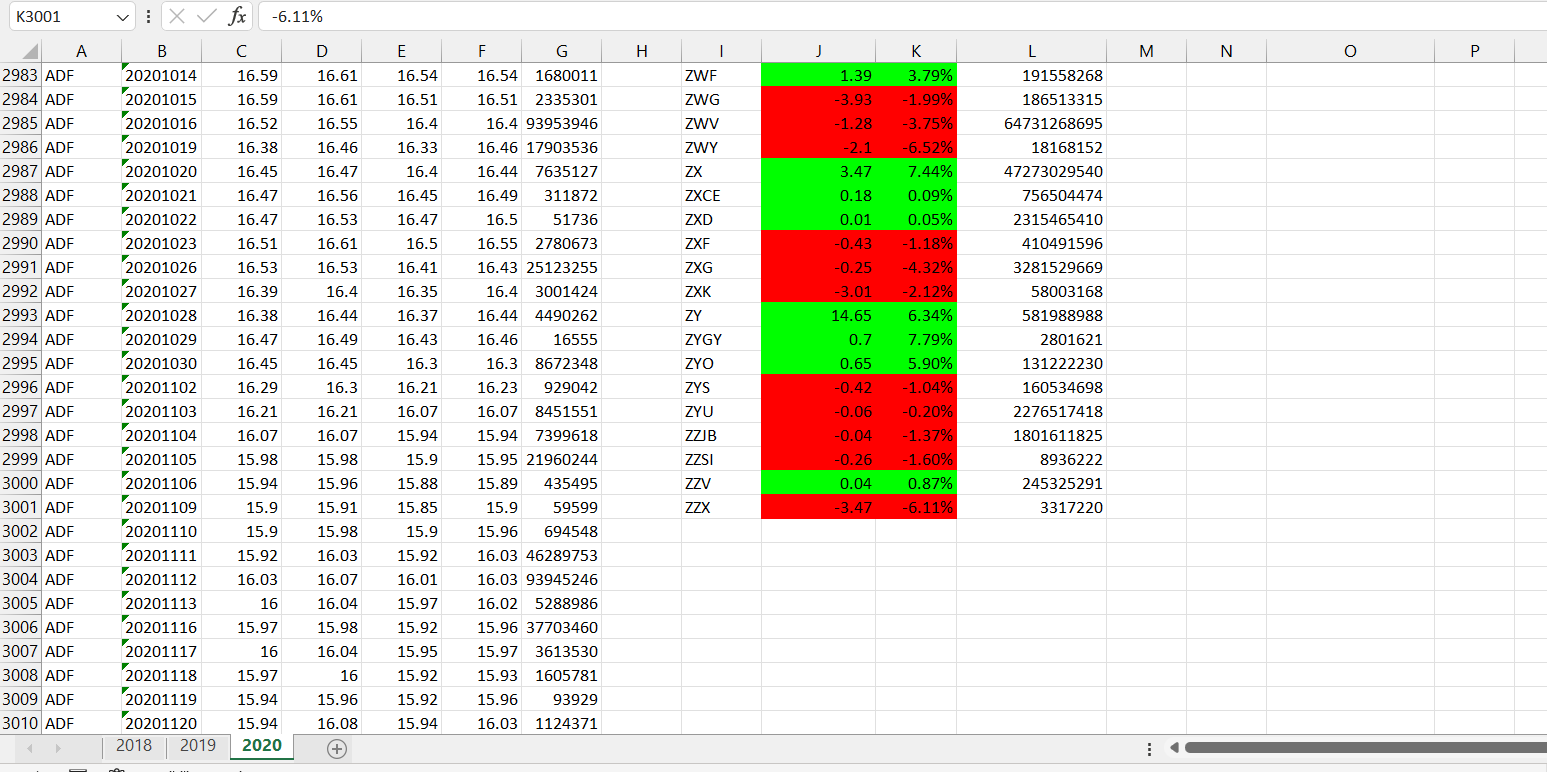 K3001 fx -6.11%
A B C D E F G H I J K L M N O P
2983 ADF 20201014 16.59 16.61 16.54 16.54 1680011 ZWF 1.39 3.79% 191558268
2984 ADF 20201015 16.59 16.61 16.51 16.51 2335301 ZWG -3.93 -1.99% 186513315
2985 ADF 20201016 16.52 16.55 16.4 16.4 93953946 ZWV -1.28 -3.75% 64731268695
2986 ADF 20201019 16.38 16.46 16.33 16.46 17903536 ZWY -2.1 -6.52% 18168152
2987 ADF 20201020 16.45 16.47 16.4 16.44 7635127 ZX 3.47 7.44% 47273029540
2988 ADF 20201021 16.47 16.56 16.45 16.49 311872 ZXCE 0.18 0.09% 756504474
2989 ADF 20201022 16.47 16.53 16.47 16.5 51736 ZXD 0.01 0.05% 2315465410
2990 ADF 20201023 16.51 16.61 16.5 16.55 2780673 ZXF -0.43 -1.18% 410491596
2991 ADF 20201026 16.53 16.53 16.41 16.43 25123255 ZXG -0.25 -4.32% 3281529669
2992 ADF 20201027 16.39 16.4 16.35 16.4 3001424 ZXK -3.01 -2.12% 58003168
2993 ADF 20201028 16.38 16.44 16.37 16.44 4490262 ZY 14.65 6.34% 581988988
2994 ADF 20201029 16.47 16.49 16.43 16.46 16555 ZYGY 0.7 7.79% 2801621
2995 ADF 20201030 16.45 16.45 16.3 16.3 8672348 ZYO 0.65 5.90% 131222230
2996 ADF 20201102 16.29 16.3 16.21 16.23 929042 ZYS -0.42 -1.04% 160534698
2997 ADF 20201103 16.21 16.21 16.07 16.07 8451551 ZYU -0.06 -0.20% 2276517418
2998 ADF 20201104 16.07 16.07 15.94 15.94 7399618 ZZJB -0.04 -1.37% 1801611825
2999 ADF 20201105 15.98 15.98 15.9 15.95 21960244 ZZSI -0.26 -1.60% 8936222
3000 ADF 20201106 15.94 15.96 15.88 15.89 435495 ZZV 0.04 0.87% 245325291
3001 ADF 20201109 15.9 15.91 15.85 15.9 59599 ZZX -3.47 -6.11% 3317220
3002 ADF 20201110 15.9 15.98 15.9 15.96 694548
3003 ADF 20201111 15.92 16.03 15.92 16.03 46289753
3004 ADF 20201112 16.03 16.07 16.01 16.03 93945246
3005 ADF 20201113 16 16.04 15.97 16.02 5288986
3006 ADF 20201116 15.97 15.98 15.92 15.96 37703460
3007 ADF 20201117 16 16.04 15.95 15.97 3613530
3008 ADF 20201118 15.97 16 15.92 15.93 1605781
3009 ADF 20201119 15.94 15.96 15.92 15.96 93929
3010 ADF 20201120 15.94 16.08 15.94 16.03 1124371
2018 2019 2020